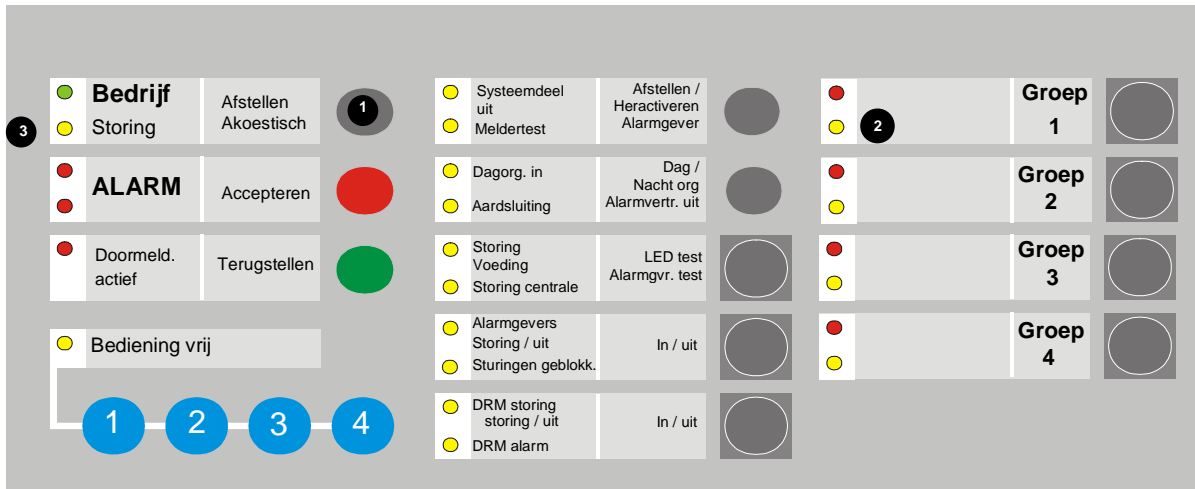 Bedrijf
Storing
Afstellen
Akoestisch
1
3
ALARM
Accepteren
Doormeld.
actief
Terugstellen
Bediening vrij
1
2
3
4
Systeemdeel
uit
Meldertest
Afstellen /
Heractiveren
Alarmgever
Dagorg. in
Aardsluiting
Dag /
Nacht org
Alarmvertr. uit
Storing
Voeding
Storing centrale
LED test
Alarmgvr. test
Alarmgevers
Storing / uit
Sturingen geblokk.
In / uit
DRM storing
storing / uit
DRM alarm
In / uit
2
Groep
1
Groep
2
Groep
3
Groep
4